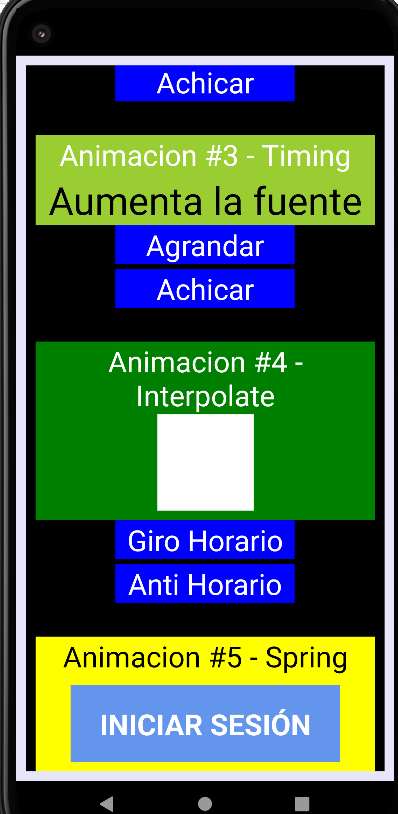 Achicar
Animacion #3 - Timing
Aumenta la fuente
Agrandar
Achicar
Animacion #4 -
Interpolate
Giro Horario
Anti Horario
Animacion #5 - Spring
INICIAR SESIÓN